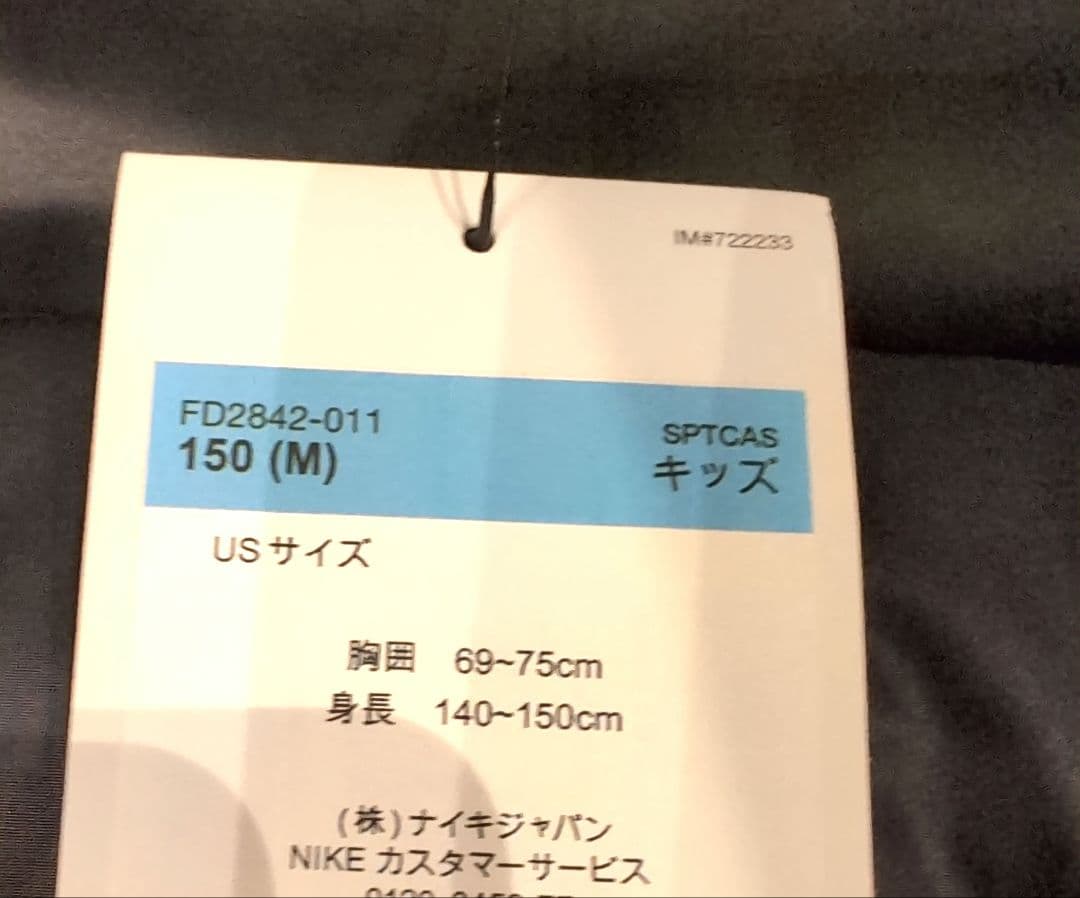 IM#722233
FD2842-011
150 (M)
SPTCAS
キッズ
USサイズ
胸囲 69~75cm
身長 140~150cm
(株)ナイキジャパン
NIKE カスタマーサービス